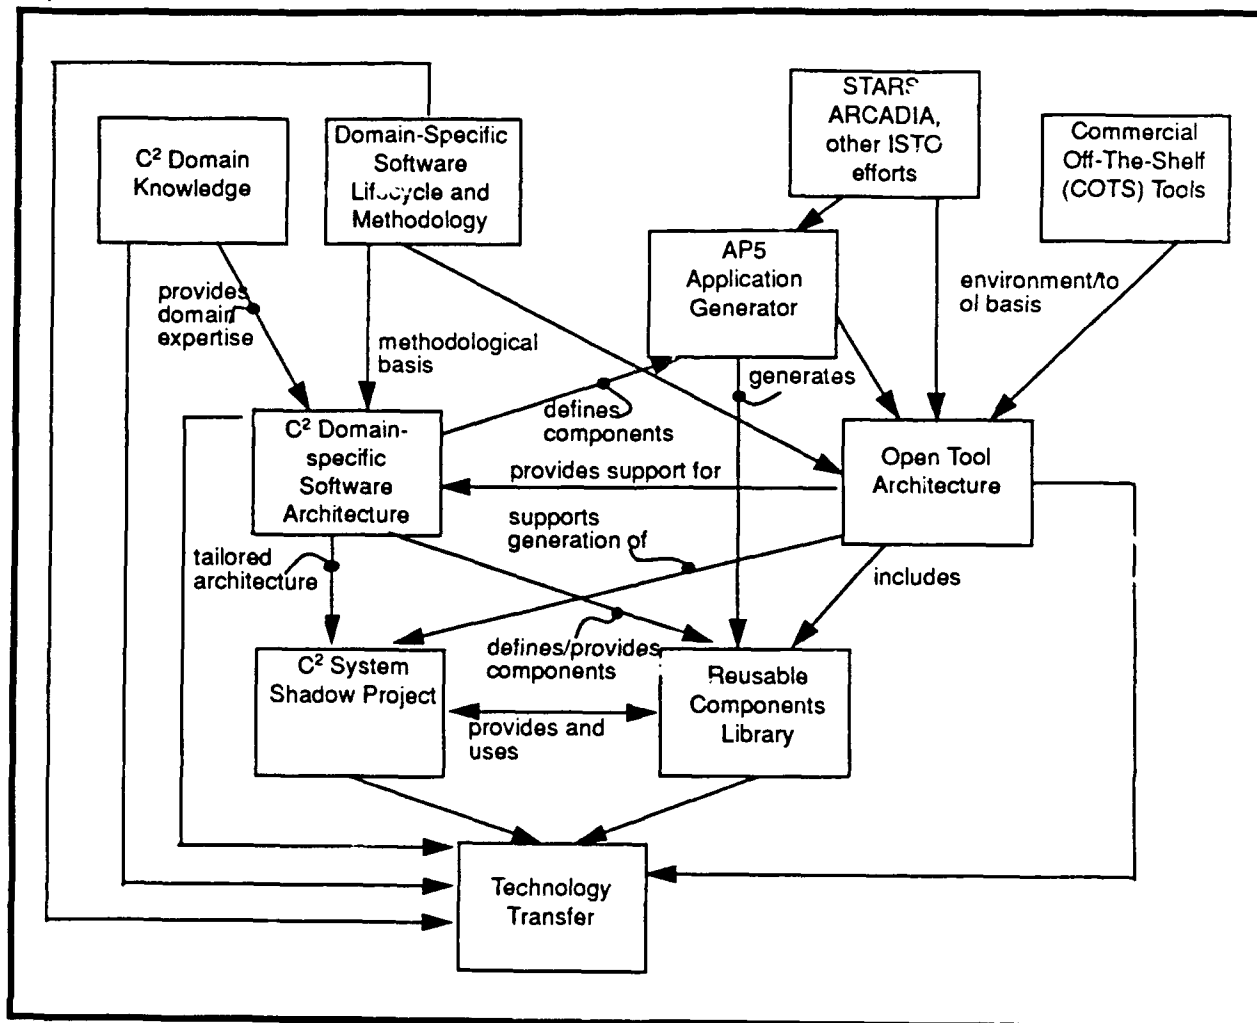 STARS
ARCADIA,
other ISTO
efforts
Commercial
Off-The-Shelf
(COTS) Tools
Domain-Specific
Software
Lifecycle and
Methodology
C² Domain
Knowledge
AP5
Application
Generator
environment/to
ol basis
provides
domain
expertise
methodological
basis
generates
defines
components
C² Domain-
specific
Software
Architecture
Open Tool
Architecture
provides support for
supports
generation of
tailored
architecture
includes
defines/provides
components
C² System
Shadow Project
Reusable
Components
Library
provides and
uses
Technology
Transfer